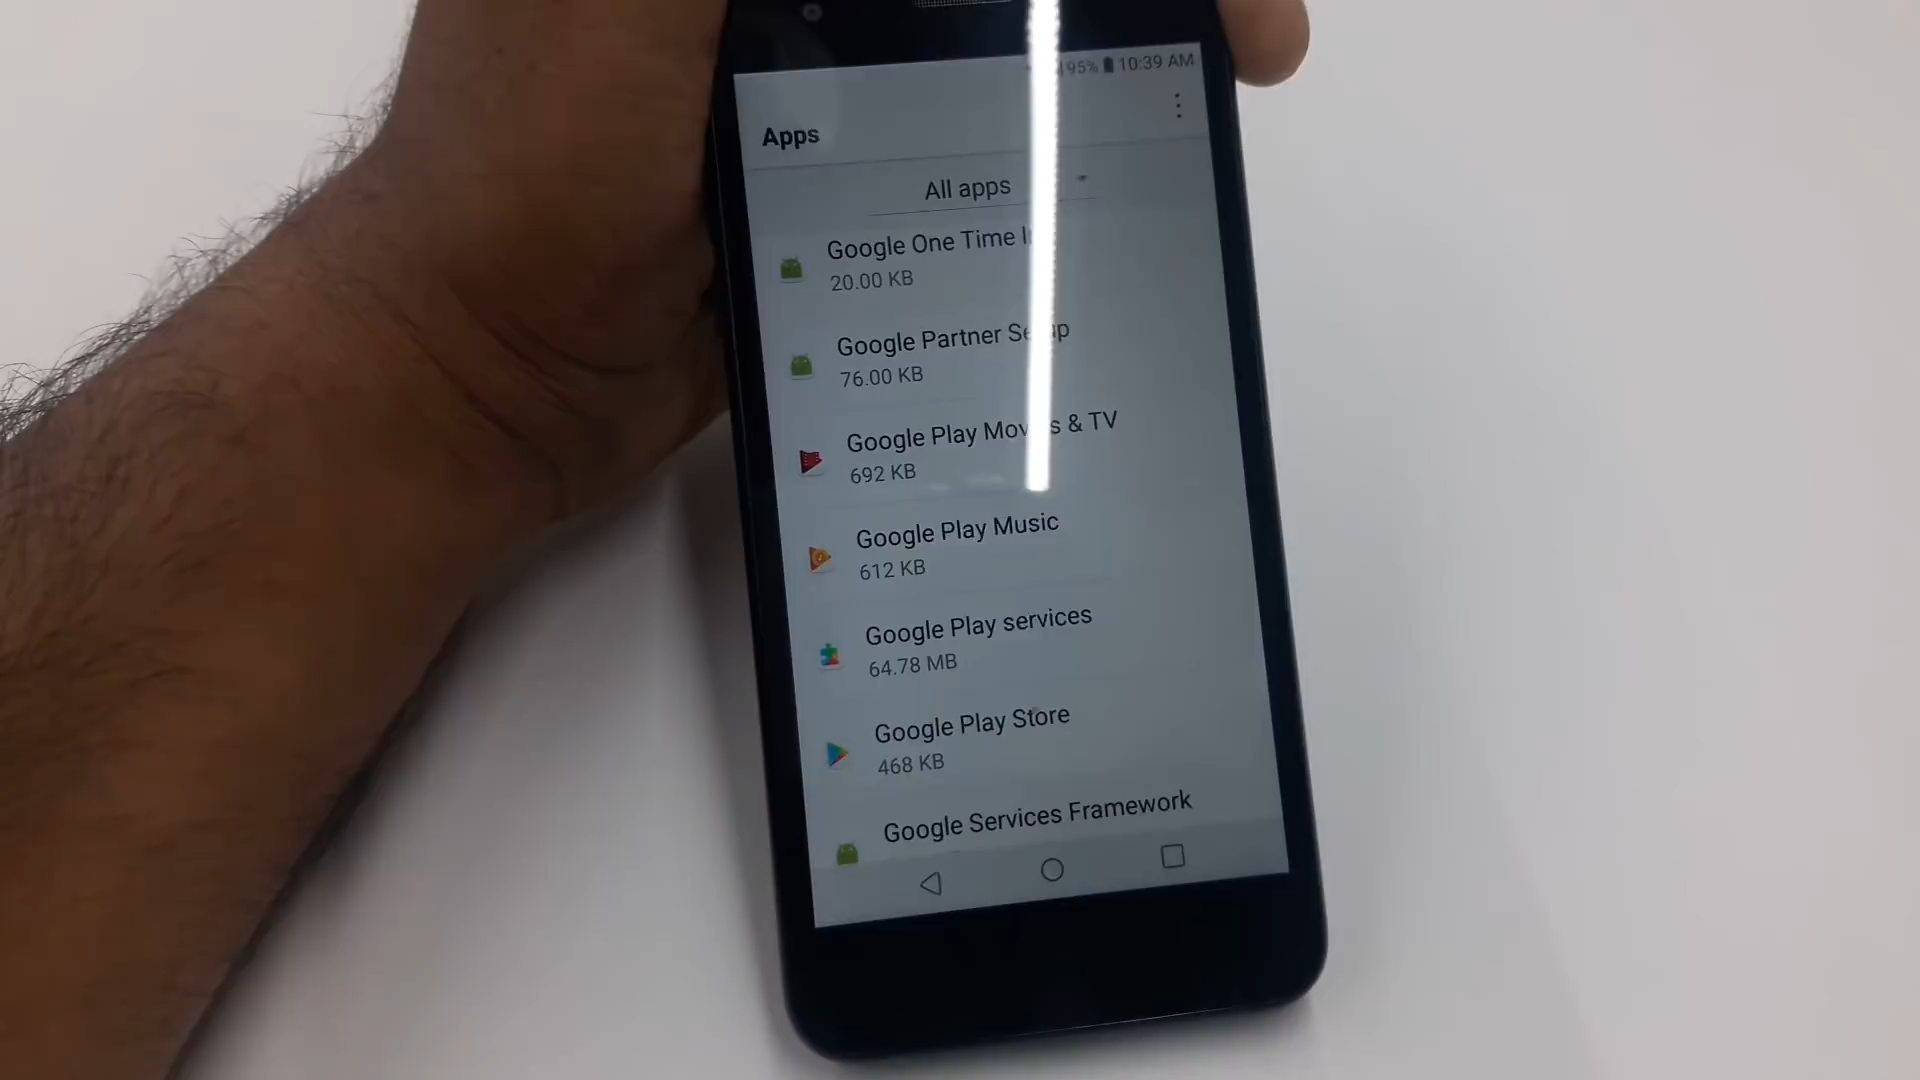 95% 10:39 AM
Apps
All apps
Google One Time
20.00 KB
Google Partner
76.00 KB
Google Play & TV
692 KB
Google Play Music
612 KB
Google Play services
64.78 MB
Google Play Store
468 KB
Google Services Framework